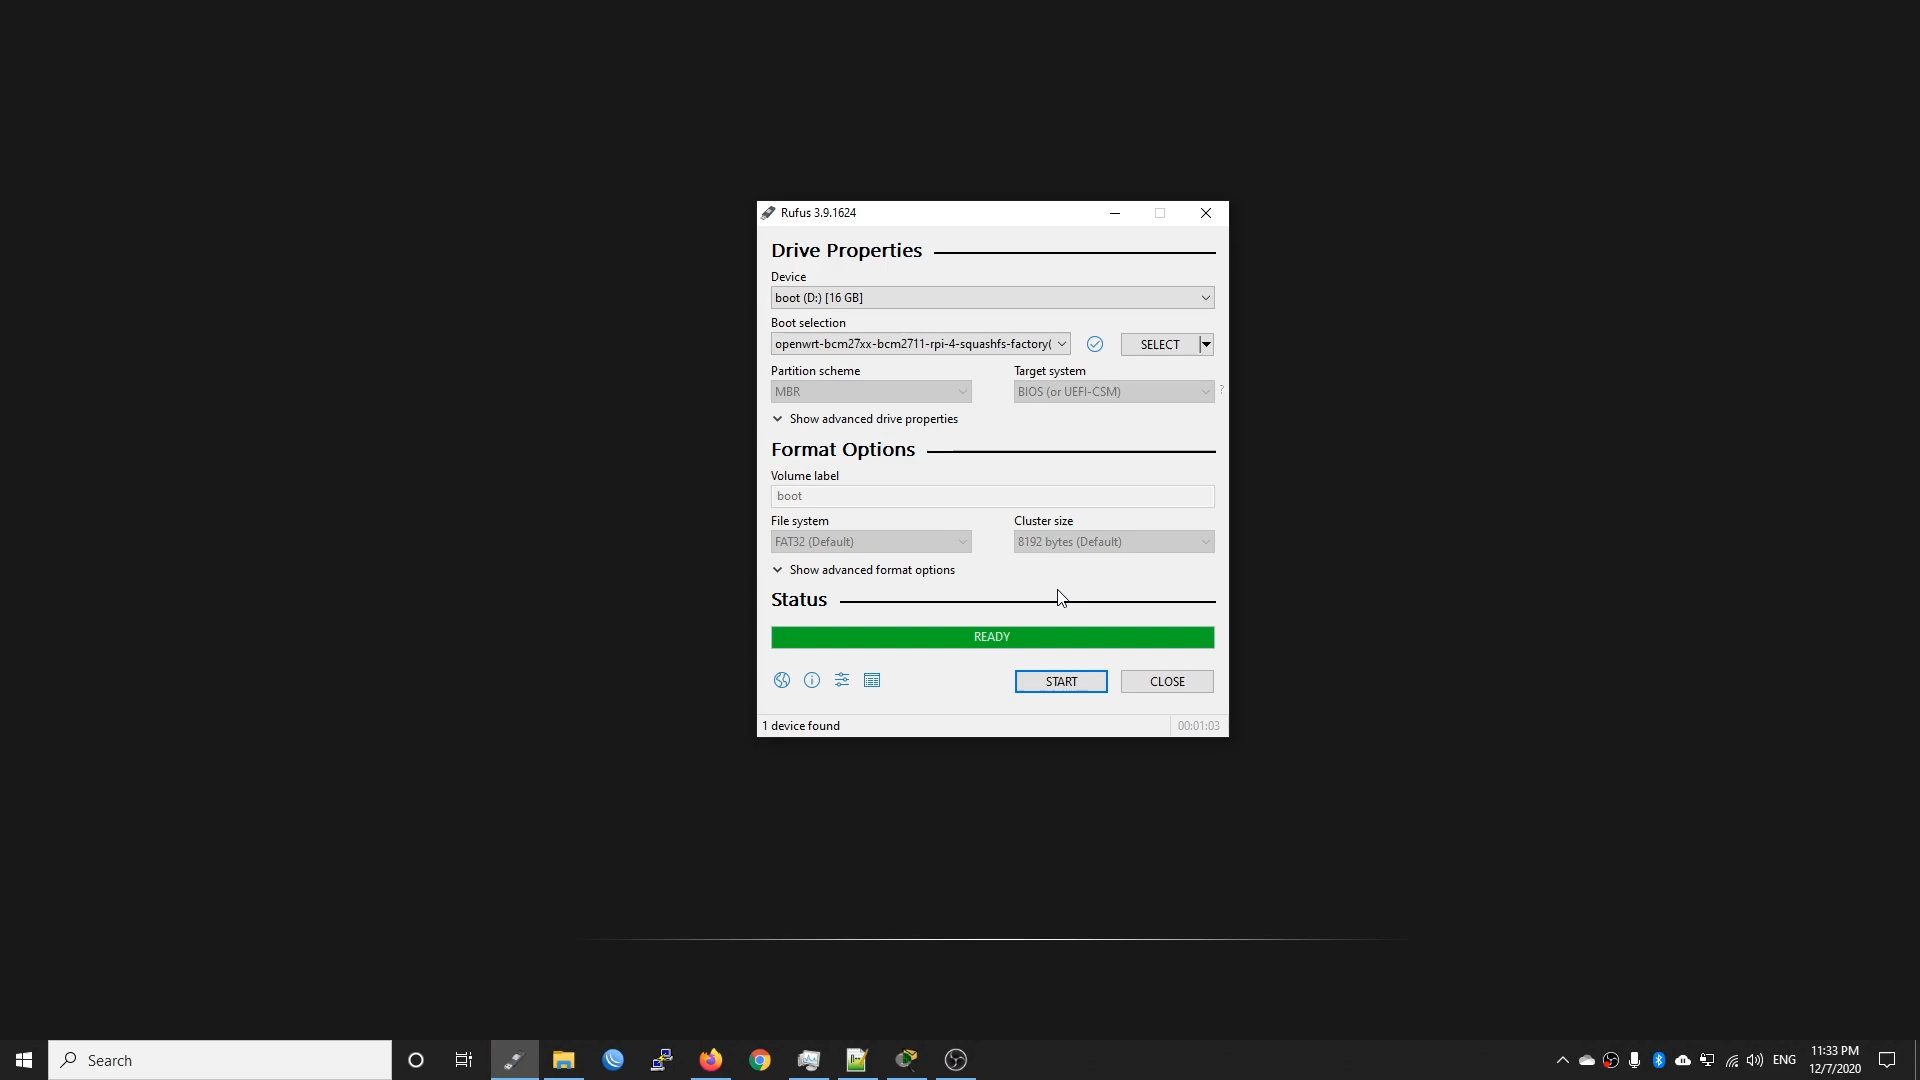 Rufus 3.9.1624
Drive Properties
Device
boot (D:) [16 GB]
Boot selection
openwrt-bcm27xx-bcm2711-rpi-4-squashfs-factory(
SELECT
Partition scheme
Target system
MBR
BIOS (or UEFI-CSM)
?
Show advanced drive properties
Format Options
Volume label
boot
File system
Cluster size
FAT32 (Default)
8192 bytes (Default)
Show advanced format options
Status
READY
START
CLOSE
1 device found
00:01:03
Search
ENG
11:33 PM
12/7/2020